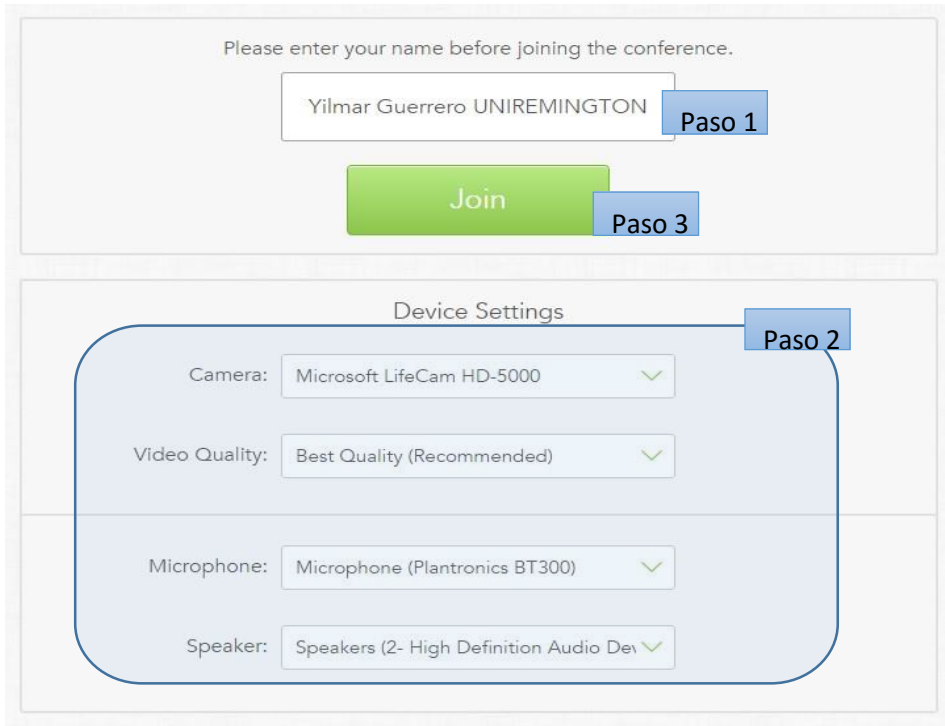 Please enter your name before joining the conference.
Yilmar Guerrero UNIREMINGTON
Paso 1
Join
Paso 3
Device Settings
Paso 2
Camera: Microsoft LifeCam HD-5000
Video Quality: Best Quality (Recommended)
Microphone: Microphone (Plantronics BT300)
Speaker: Speakers (2- High Definition Audio Dev